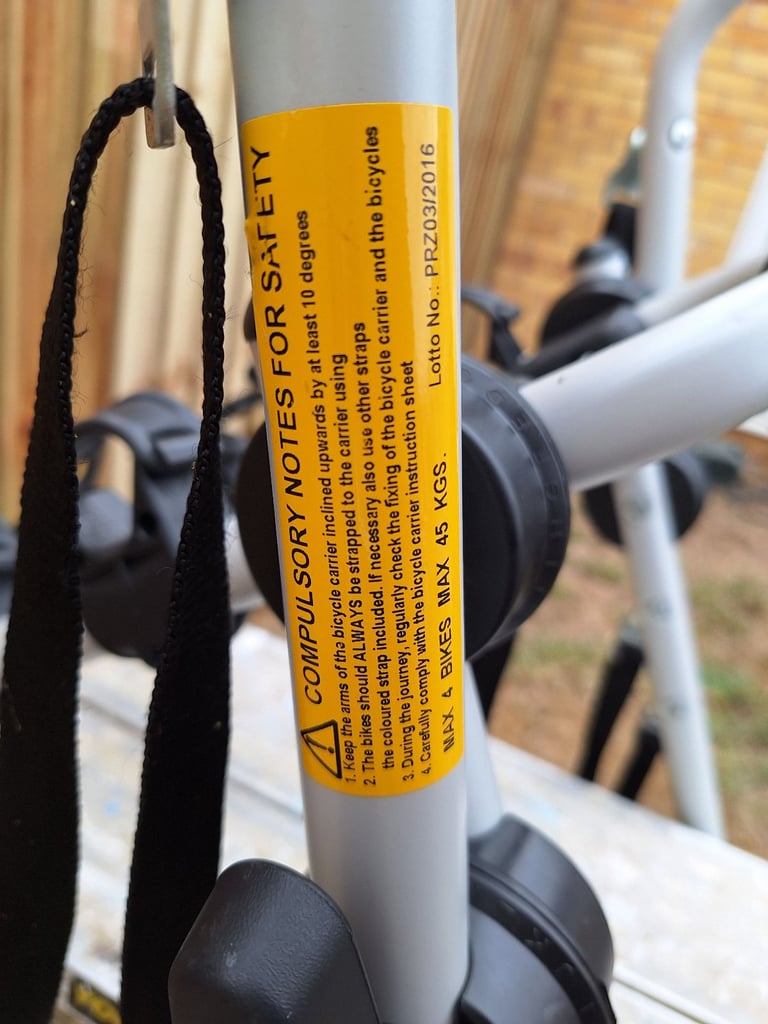 COMPULSORY NOTES FOR SAFETY
1. Keep the arms of the bicycle carrier inclined upwards by at least 10 degrees
2. The bikes should ALWAYS be strapped to the carrier using
the coloured strap included. If necessary also use other straps
3. During the journey, regularly check the fixing of the bicycle carrier and the bicycles
4. Carefully comply with the bicycle carrier instruction sheet
MAX 4 BIKES MAX 45 KGS. Lotto No.: PRZ03/2016